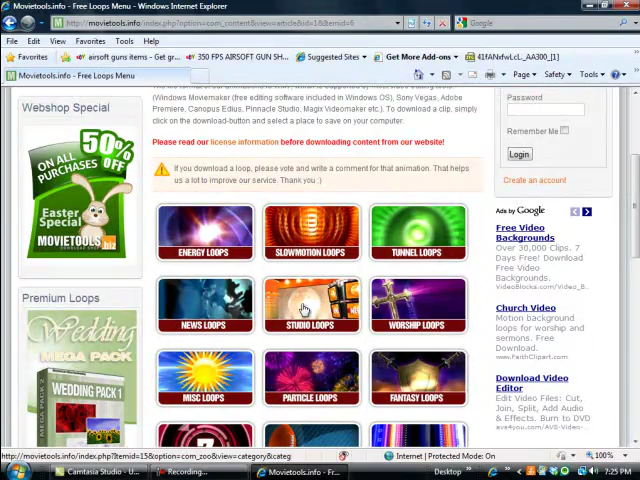 Movietools.info - Free Loops Menu - Windows Internet Explorer
http://movietools.info/index.php?option=com_content&view=article&id=1&Itemid=6
Google
File Edit View Favorites Tools Help
Favorites airsoft guns items - get g... 350 FPS AIRSOFT GUN SH... Suggested Sites Get More Add-ons 41fANxfwLcL._AA300_[1]
Movietools.info - Free Loops Menu
Page Safety Tools
(Windows Moviemaker (free editing software included in Windows OS), Sony Vegas, Adobe
Premiere, Canopus Edius, Pinnacle Studio, Magix Videomaker etc.). To download a clip, simply
click on the download-button and select a place to save on your computer.
Please read our license information before downloading content from our website!
If you download a loop, please vote and write a comment for that animation. That helps
us a lot to improve our service. Thank you :)
Webshop Special
50%
OFF
ON ALL
PURCHASES
Easter
Special
MOVIETOOLS.BIZ
Premium Loops
Wedding
MEGA PACK
WEDDING PACK 1
MEGA PACK 2
ENERGY LOOPS
SLOWMOTION LOOPS
TUNNEL LOOPS
NEWS LOOPS
STUDIO LOOPS
WORSHIP LOOPS
MISC LOOPS
PARTICLE LOOPS
FANTASY LOOPS
Password
Remember Me
Login
Create an account
Ads by Google
Free Video
Backgrounds
Over 30,000 Clips. 7
Days Free! Download
Free Video.
VideoBlocks.com/Video_B...
Church Video
Motion background
loops for worship and
sermons. Free
Download.
www.FaithClipart.com
Download Video
Editor
Edit Video Files: Cut,
Join, Split, Add Audio
& Effects. Burn to DVD
avs4you.com/AVS-Video-E...
http://movietools.info/index.php?Itemid=15&option=com_zoo&view=category&categ
Internet | Protected Mode: On
100%
Camtasia Studio - U...
Recording...
Movietools.info - Fr...
Desktop
7:25 PM